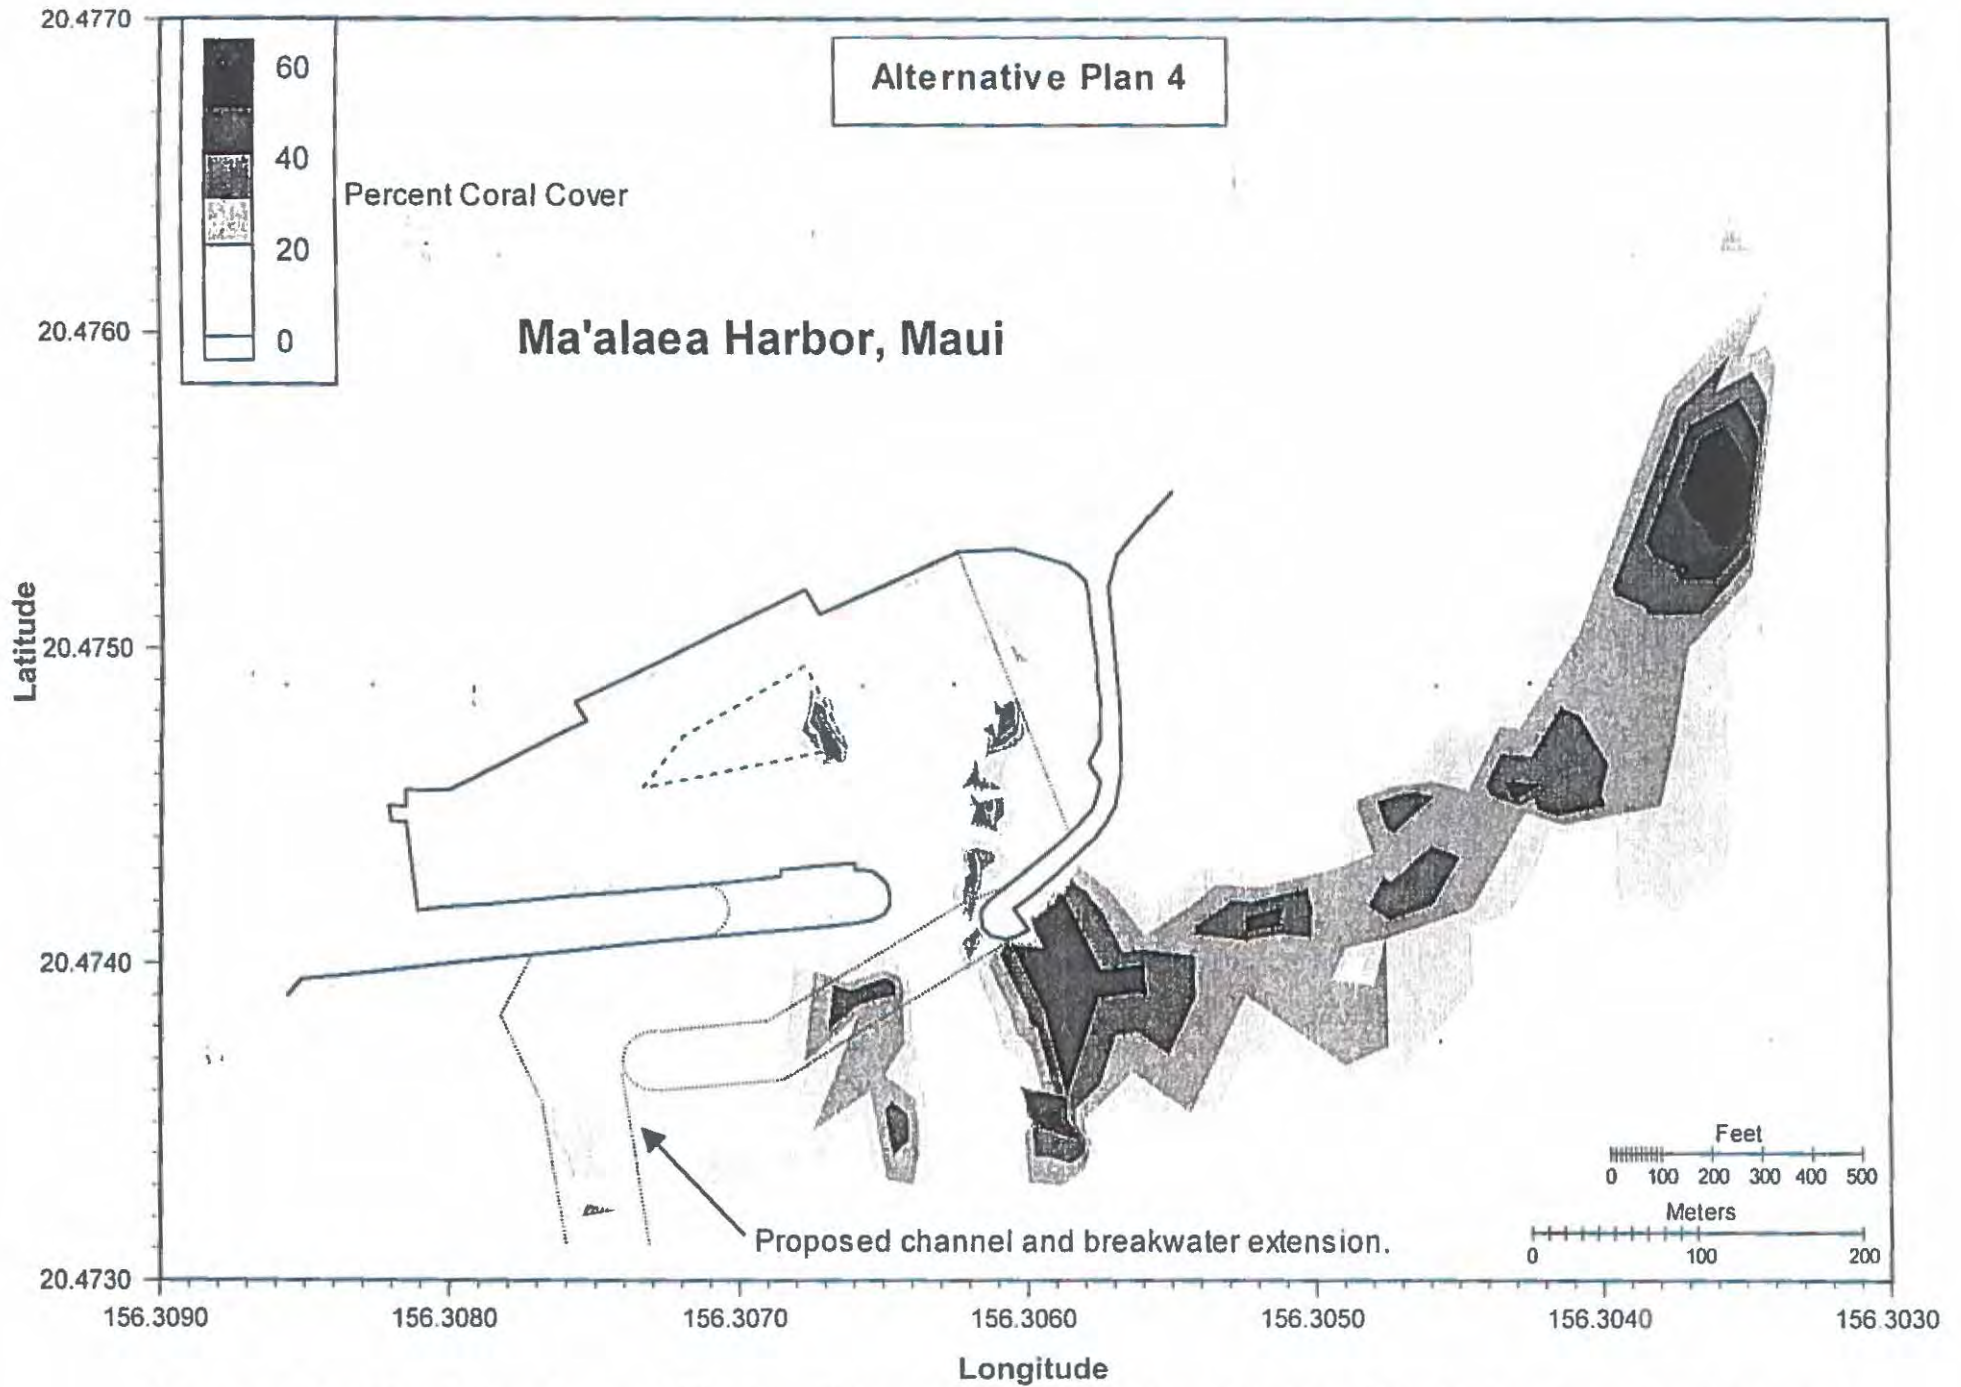 Alternative Plan 4
60
40
20
0
Percent Coral Cover
Ma'alaea Harbor, Maui
Latitude
20.4770
20.4760
20.4750
20.4740
20.4730
Proposed channel and breakwater extension.
Feet
0 100 200 300 400 500
Meters
0 100 200
156.3090 156.3080 156.3070 156.3060 156.3050 156.3040 156.3030
Longitude